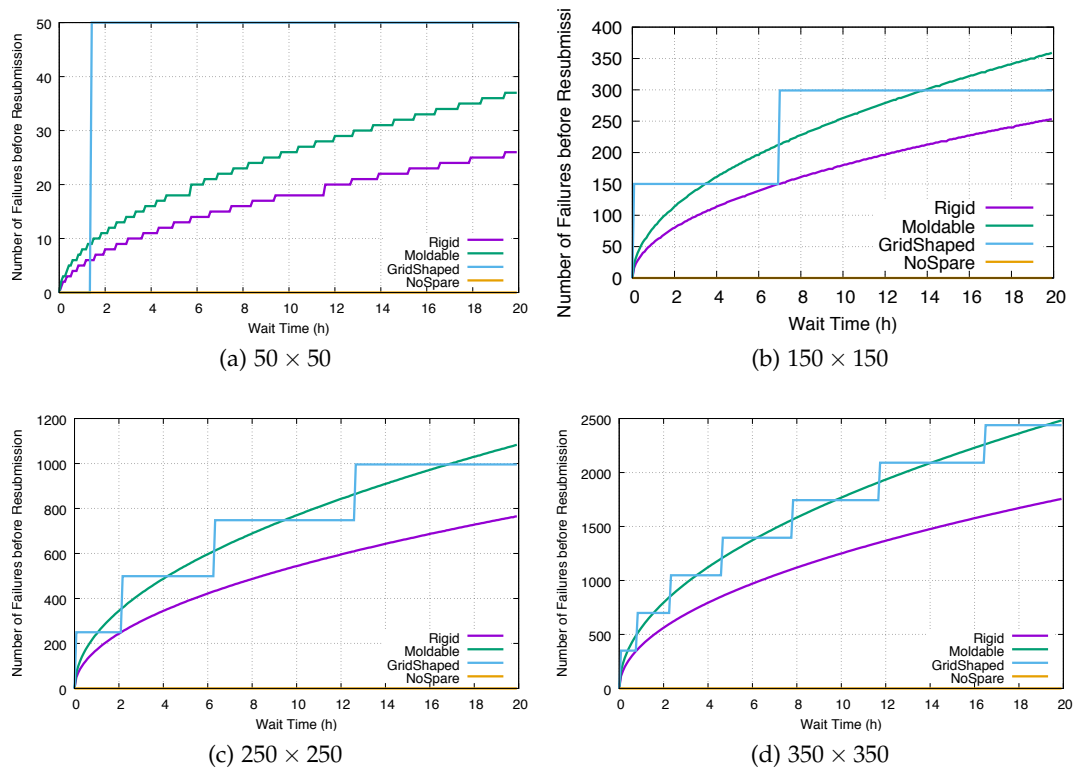 Number of Failures before Resubmission
50
40
30
20
10
0
0 2 4 6 8 10 12 14 16 18 20
Wait Time (h)
Rigid
Moldable
GridShaped
NoSpare
(a) 50 × 50
Number of Failures before Resubmissi
400
350
300
250
200
150
100
50
0
0 2 4 6 8 10 12 14 16 18 20
Wait Time (h)
Rigid
Moldable
GridShaped
NoSpare
(b) 150 × 150
Number of Failures before Resubmission
1200
1000
800
600
400
200
0
0 2 4 6 8 10 12 14 16 18 20
Wait Time (h)
Rigid
Moldable
GridShaped
NoSpare
(c) 250 × 250
Number of Failures before Resubmission
2500
2000
1500
1000
500
0
0 2 4 6 8 10 12 14 16 18 20
Wait Time (h)
Rigid
Moldable
GridShaped
NoSpare
(d) 350 × 350